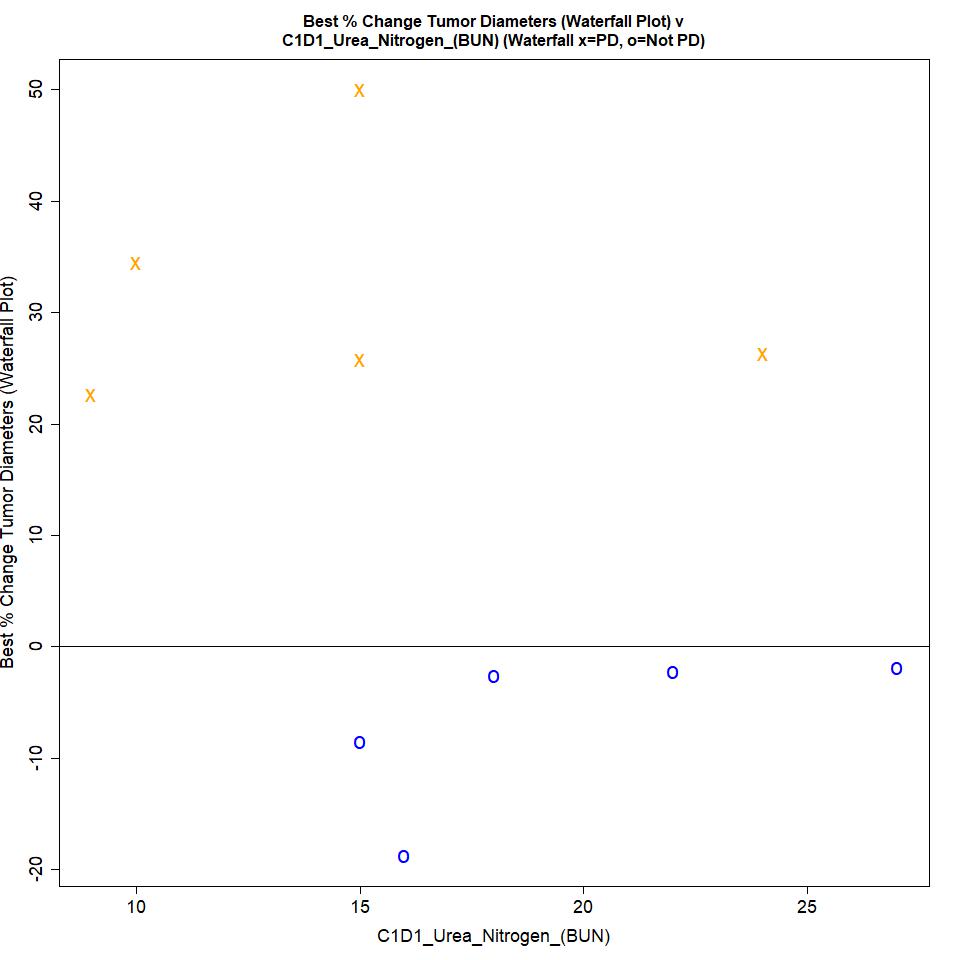 Best % Change Tumor Diameters (Waterfall Plot) v
C1D1_Urea_Nitrogen_(BUN) (Waterfall x=PD, o=Not PD)
Best % Change Tumor Diameters (Waterfall Plot)
50
40
30
20
10
0
-10
-20
X
X
X
X
X
O
O
O
O
O
10
15
20
25
C1D1_Urea_Nitrogen_(BUN)